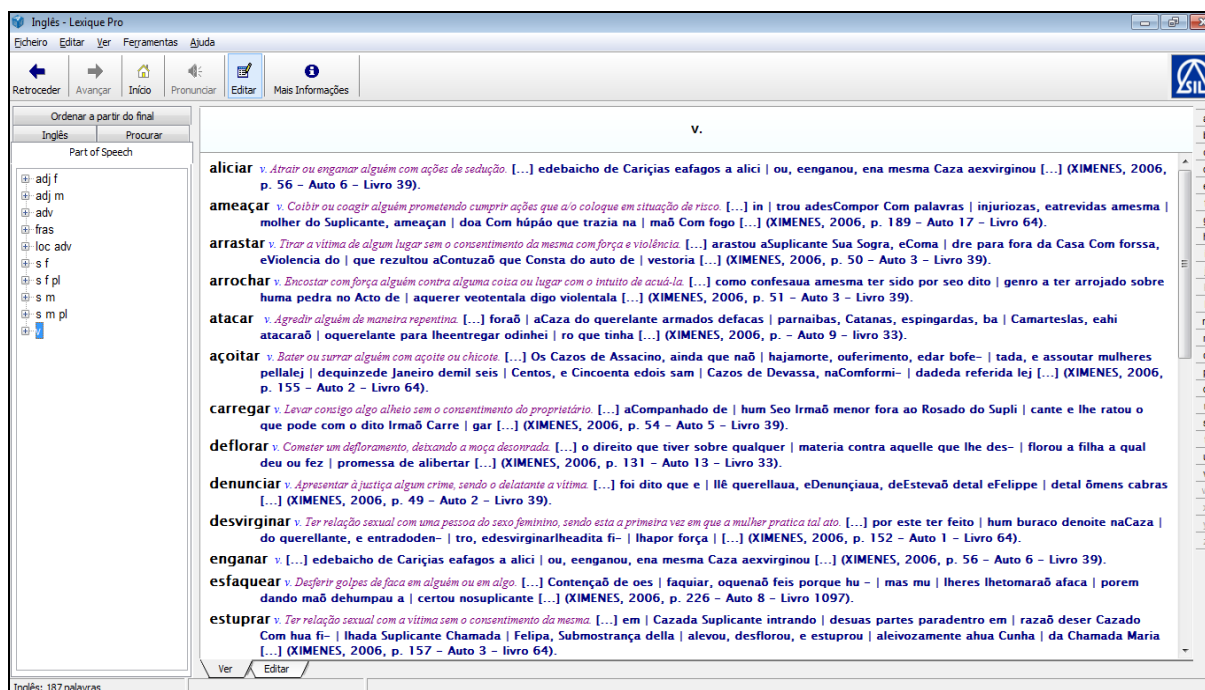 Inglês - Lexique Pro
Ficheiro Editar Ver Ferramentas Ajuda
Retroceder Avançar Início Pronunciar Editar Mais Informações
SIL
Ordenar a partir do final
Inglês Procurar
Part of Speech
adj f
adj m
adv
fras
loc adv
s f
s f pl
s m
s m pl
v
v.
aliciar v. Atrair ou enganar alguém com ações de sedução. [...] edebaicho de Cariçias eafagos a alici | ou, eenganou, ena mesma Caza aexvirginou [...] (XIMENES, 2006,
p. 56 – Auto 6 – Livro 39).
ameaçar v. Coibir ou coagir alguém prometendo cumprir ações que a/o coloque em situação de risco. [...] in | trou adesCompor Com palavras | injuriozas, eatrevidas amesma |
molher do Suplicante, ameaçan | doa Com húpáo que trazia na | maõ Com fogo | (XIMENES, 2006, p. 189 – Auto 17 – Livro 64).
arrastar v. Tirar a vítima de algum lugar sem o consentimento da mesma com força e violência. [...] arastou aSuplicante Sua Sogra, eComa | dre para fora da Casa Com forssa,
eViolencia do | que rezultou aContuzaõ que Consta do auto de | vestoria [...] (XIMENES, 2006, p. 50 – Auto 3 – Livro 39).
arrochar v. Encostar com força alguém contra alguma coisa ou lugar com o intuito de acuá-la. [...] como confesaua amesma ter sido por seo dito | genro a ter arrojado sobre
huma pedra no Acto de | aquerer veotentala digo violentala [...] (XIMENES, 2006, p. 51 – Auto 3 – Livro 39).
atacar v. Agredir alguém de maneira repentina. [...] foraõ | aCaza do querelante armados defacas | parnaibas, Catanas, espingardas, ba | Camarteslas, eahi
atacaraõ | oquerelante para lheentregar odinhei | ro que tinha [...] (XIMENES, 2006, p. – Auto 9 – livro 33).
açoitar v. Bater ou surrar alguém com açoite ou chicote. [...] Os Cazos de Assacino, ainda que naõ | hajamorte, ouferimento, edar bofe– | tada, e assoutar mulheres
pellalej | dequinzede Janeiro demil seis | Centos, e Cincoenta edois sam | Cazos de Devassa, naComformi– | dadeda referida lej [...] (XIMENES, 2006,
p. 155 – Auto 2 – Livro 64).
carregar v. Levar consigo algo alheio sem o consentimento do proprietário. [...] aCompanhado de | hum Seo Irmaõ menor fora ao Rosado do Supli | cante e lhe ratou o
que pode com o dito Irmaõ Carre | gar [...] (XIMENES, 2006, p. 54 – Auto 5 – Livro 39).
deflorar v. Cometer um defloramento, deixando a moça desonrada. [...] o direito que tiver sobre qualquer | materia contra aquelle que lhe des– | florou a filha a qual
deu ou fez | promessa de alibertar [...] (XIMENES, 2006, p. 131 – Auto 13 – Livro 33).
denunciar v. Apresentar à justiça algum crime, sendo o delatante a vítima. [...] foi dito que e | llê querellaua, eDenunçiaua, deEstevaõ detal eFelippe | detal õmens cabras
[...] (XIMENES, 2006, p. 49 – Auto 2 – Livro 39).
desvirginar v. Ter relação sexual com uma pessoa do sexo feminino, sendo esta a primeira vez em que a mulher pratica tal ato. [...] por este ter feito | hum buraco denoite naCaza |
do querellante, e entradoden– | tro, edesvirginarlheadita fi– | lhapor força | [...] (XIMENES, 2006, p. 152 – Auto 1 – Livro 64).
enganar v. [...] edebaicho de Cariçias eafagos a alici | ou, eenganou, ena mesma Caza aexvirginou [...] (XIMENES, 2006, p. 56 – Auto 6 – Livro 39).
esfaquear v. Desferir golpes de faca em alguém ou em algo. [...] Contençaõ de oes | faquiar, oquenaõ feis porque hu – | mas mu | lheres lhetomaraõ afaca | porem
dando maõ dehumpau a | certou nosuplicante [...] (XIMENES, 2006, p. 226 – Auto 8 – Livro 1097).
estuprar v. Ter relação sexual com a vítima sem o consentimento da mesma. [...] em | Cazada Suplicante intrando | desuas partes paradentro em | razaõ deser Cazado
Com hua fi– | lhada Suplicante Chamada | Felipa, Submostrança della | alevou, desflorou, e estuprou | aleivozamente ahua Cunha | da Chamada Maria
[...] (XIMENES, 2006, p. 157 – Auto 3 – livro 64).
Ver Editar
Inglês: 187 palavras